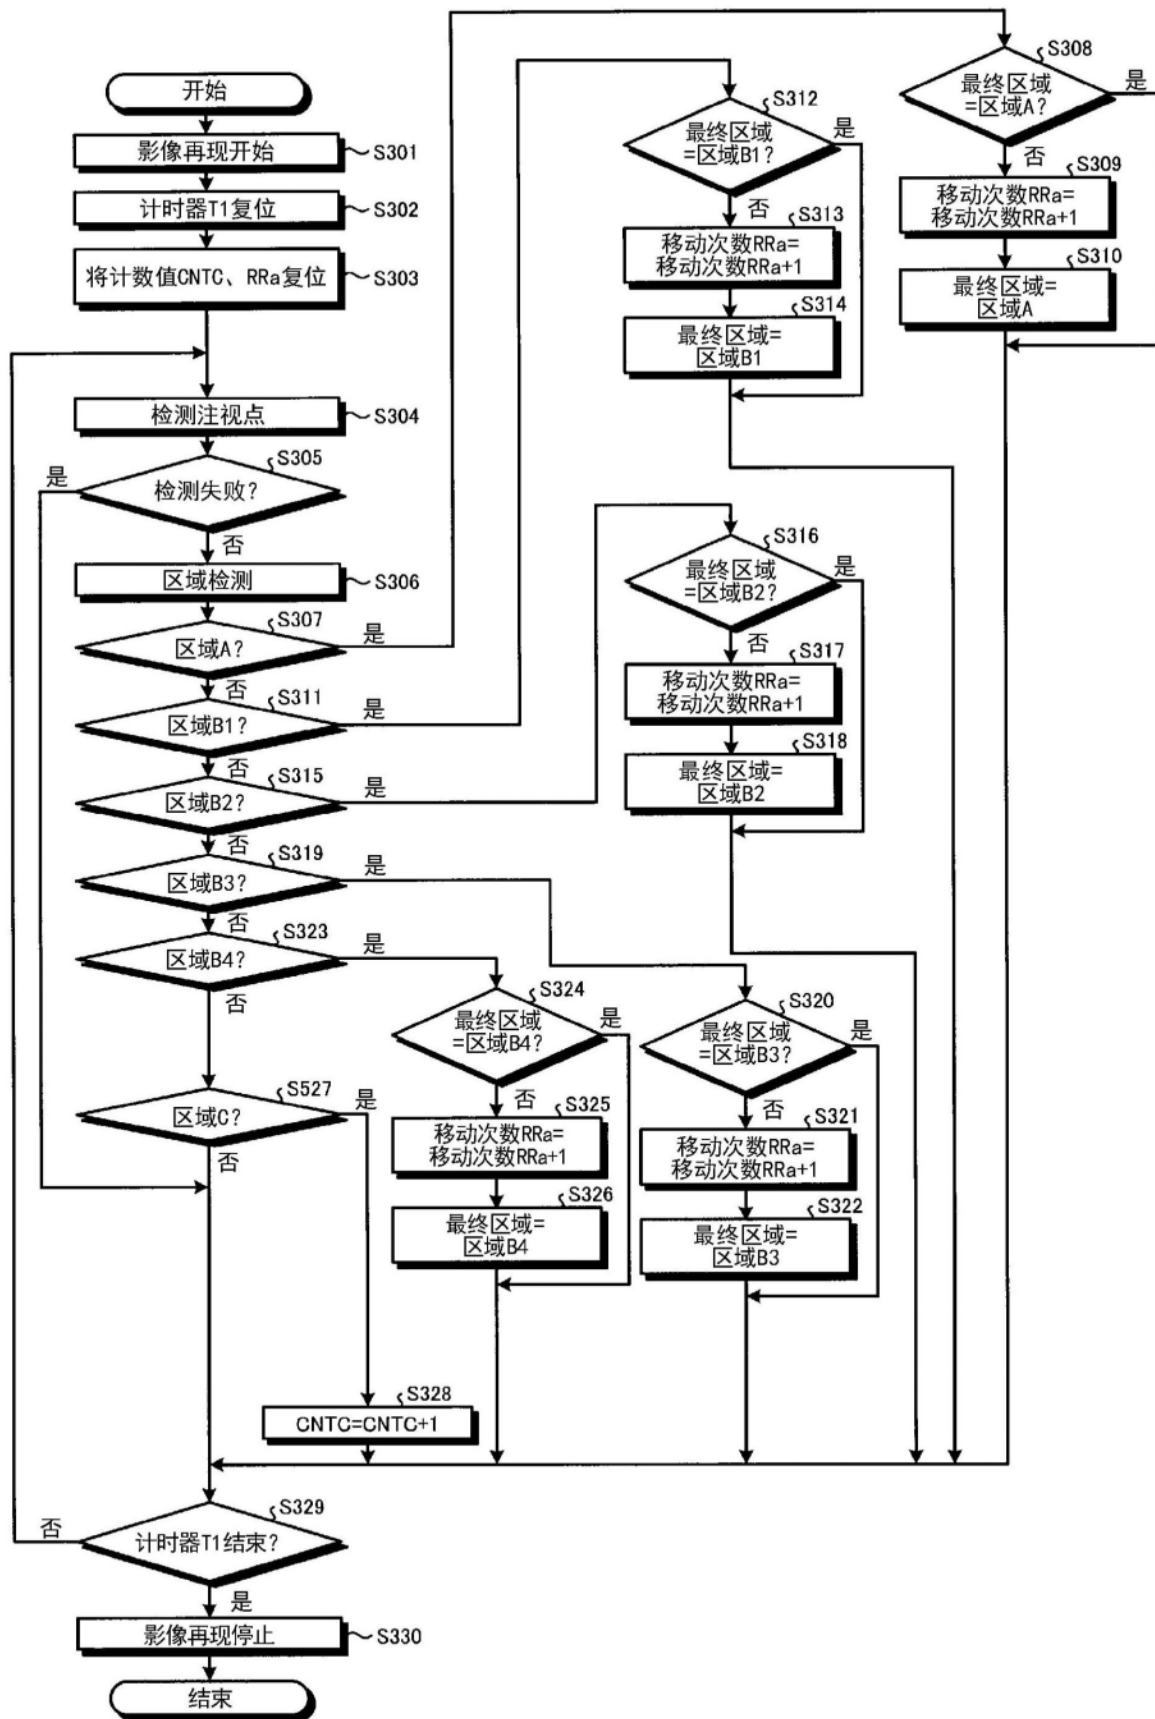 开始
影像再现开始
S301
计时器T1复位
S302
将计数值CNTC、RRa复位
S303
检测注视点
S304
S305
检测失败?
是
否
区域检测
S306
S307
区域A?
是
否
S311
区域B1?
是
否
S315
区域B2?
是
否
S319
区域B3?
是
否
S323
区域B4?
是
否
S527
区域C?
是
否
S328
CNTC=CNTC+1
S329
计时器T1结束?
否
是
影像再现停止
S330
结束
S308
最终区域
=区域A?
是
否
S309
移动次数RRa=
移动次数RRa+1
S310
最终区域=
区域A
S312
最终区域
=区域B1?
是
否
S313
移动次数RRa=
移动次数RRa+1
S314
最终区域=
区域B1
S316
最终区域
=区域B2?
是
否
S317
移动次数RRa=
移动次数RRa+1
S318
最终区域=
区域B2
S320
最终区域
=区域B3?
是
否
S321
移动次数RRa=
移动次数RRa+1
S322
最终区域=
区域B3
S324
最终区域
=区域B4?
是
否
S325
移动次数RRa=
移动次数RRa+1
S326
最终区域=
区域B4